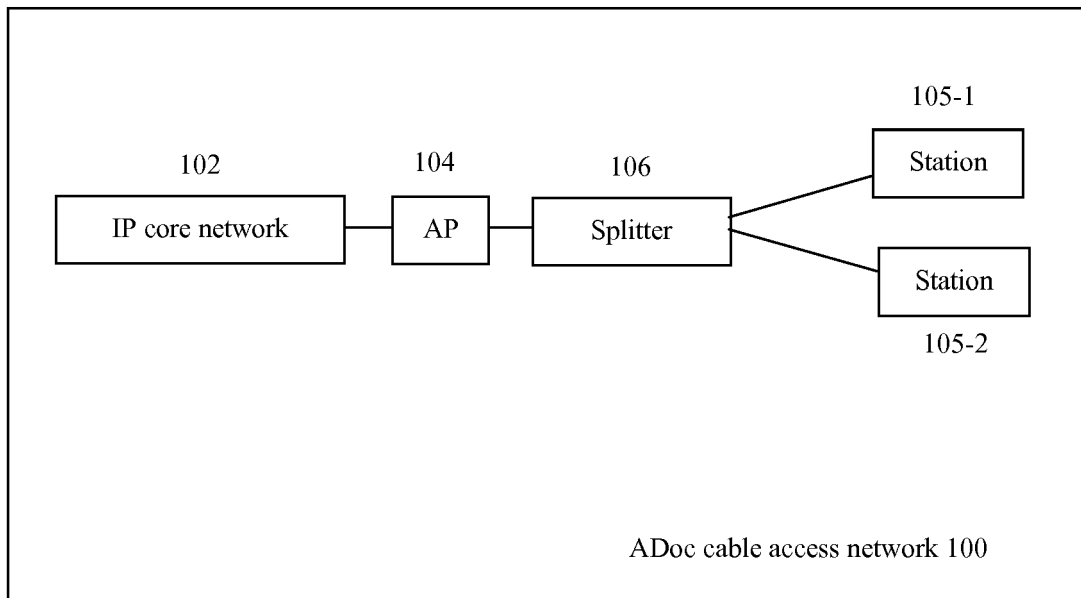 105-1
Station
102
104
106
IP core network
AP
Splitter
Station
105-2
ADoc cable access network 100